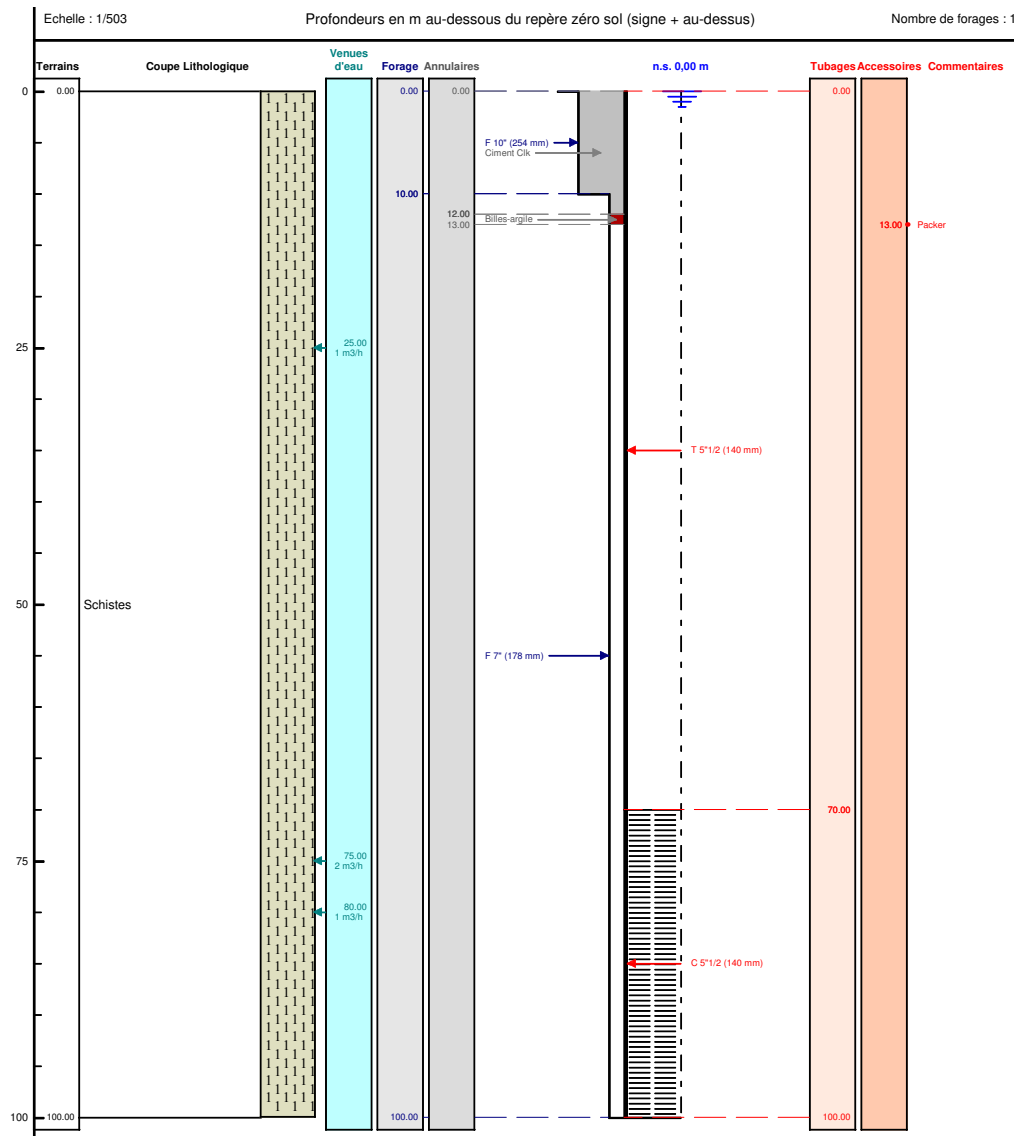 Echelle : 1/503
Profondeurs en m au-dessous du repère zéro sol (signe + au-dessus)
Nombre de forages : 1
Terrains
Coupe Lithologique
Venues
d'eau
Forage
Annulaires
n.s. 0,00 m
Tubages
Accessoires
Commentaires
0
0.00
0.00
0.00
0.00
F 10" (254 mm)
Ciment Clk
10.00
12.00
Billes-argile
13.00
13.00
Packer
25
25.00
1 m3/h
T 5"1/2 (140 mm)
50
Schistes
F 7" (178 mm)
70.00
75
75.00
2 m3/h
80.00
1 m3/h
C 5"1/2 (140 mm)
100
100.00
100.00
100.00